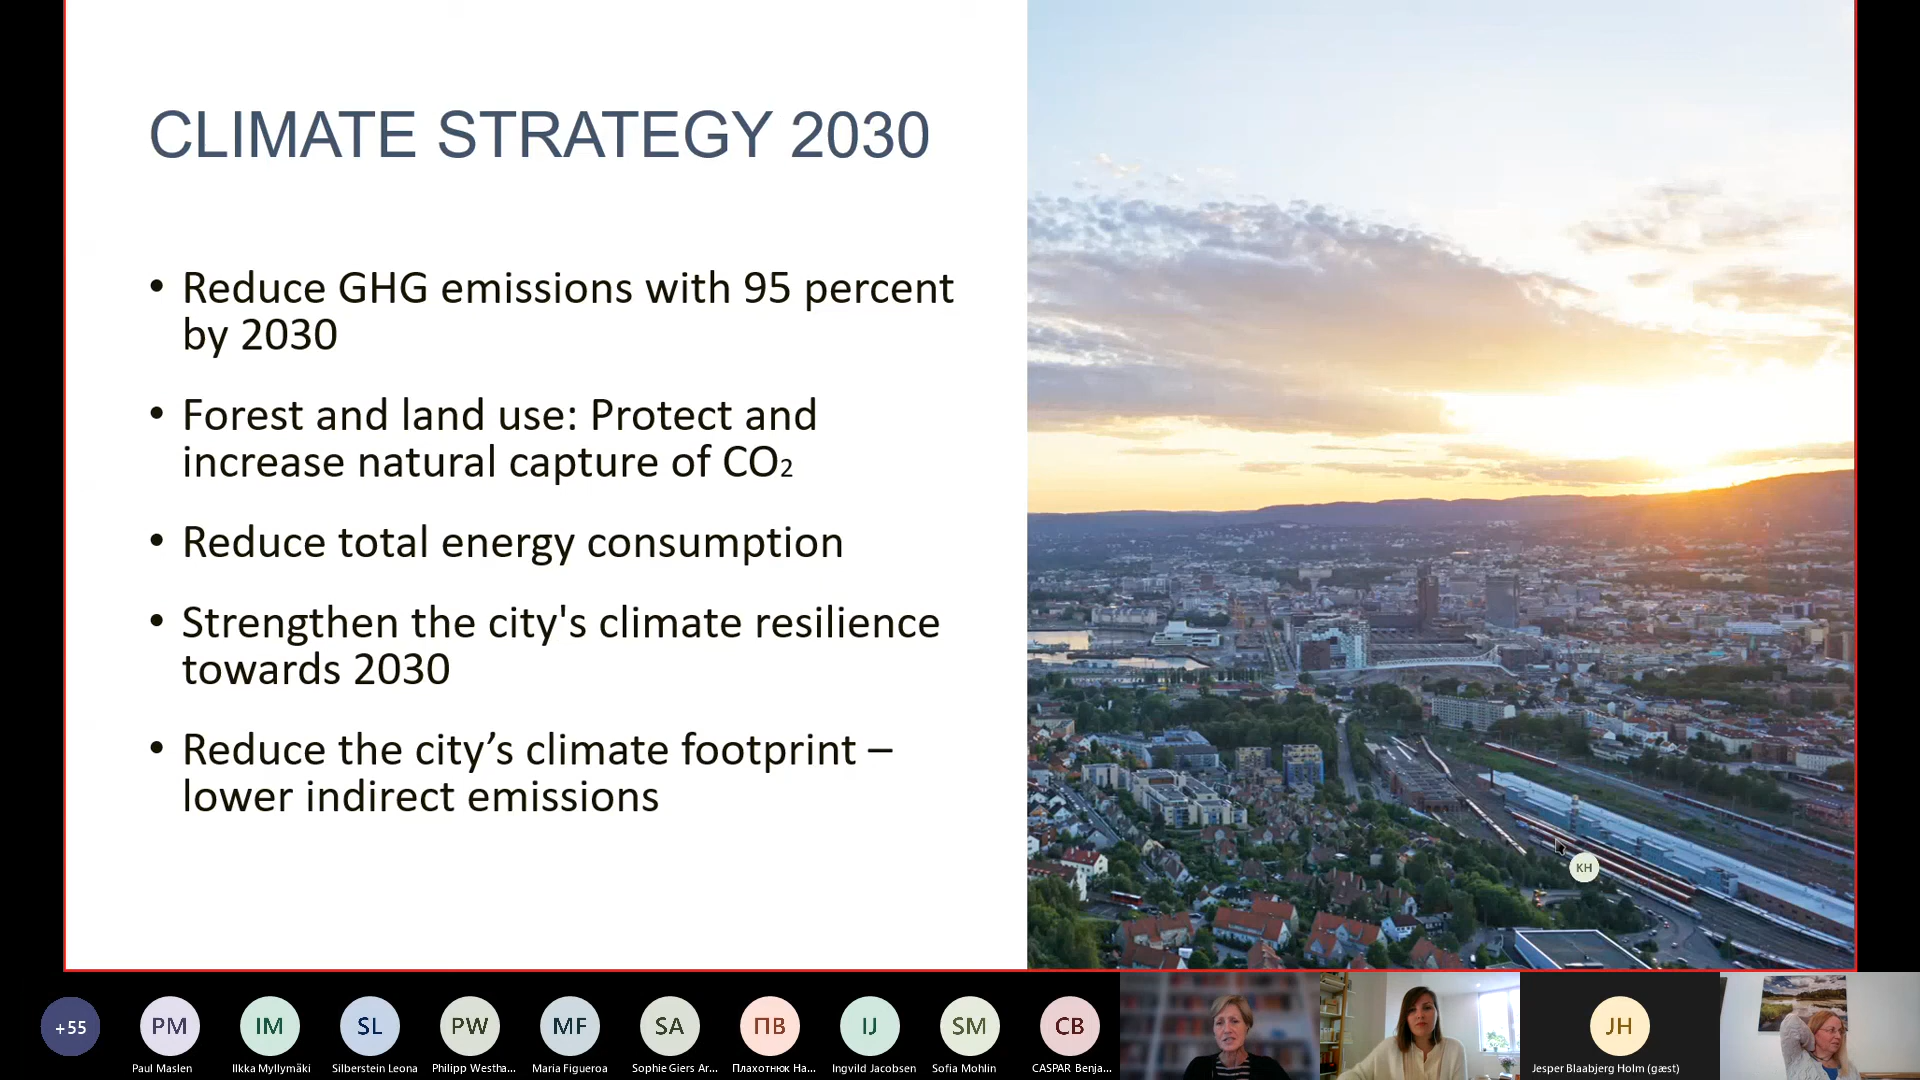 CLIMATE STRATEGY 2030
• Reduce GHG emissions with 95 percent
by 2030
• Forest and land use: Protect and
increase natural capture of CO₂
• Reduce total energy consumption
• Strengthen the city's climate resilience
towards 2030
• Reduce the city’s climate footprint –
lower indirect emissions
KH
+55
PM
IM
SL
PW
MF
SA
ПВ
IJ
SM
CB
JH
Paul Maslen
Ilkka Myllymäki
Silberstein Leona
Philipp Westha...
Maria Figueroa
Sophie Giers Ar...
Плахотнюк На...
Ingvild Jacobsen
Sofia Mohlin
CASPAR Benja...
Jesper Blaabjerg Holm (gæst)